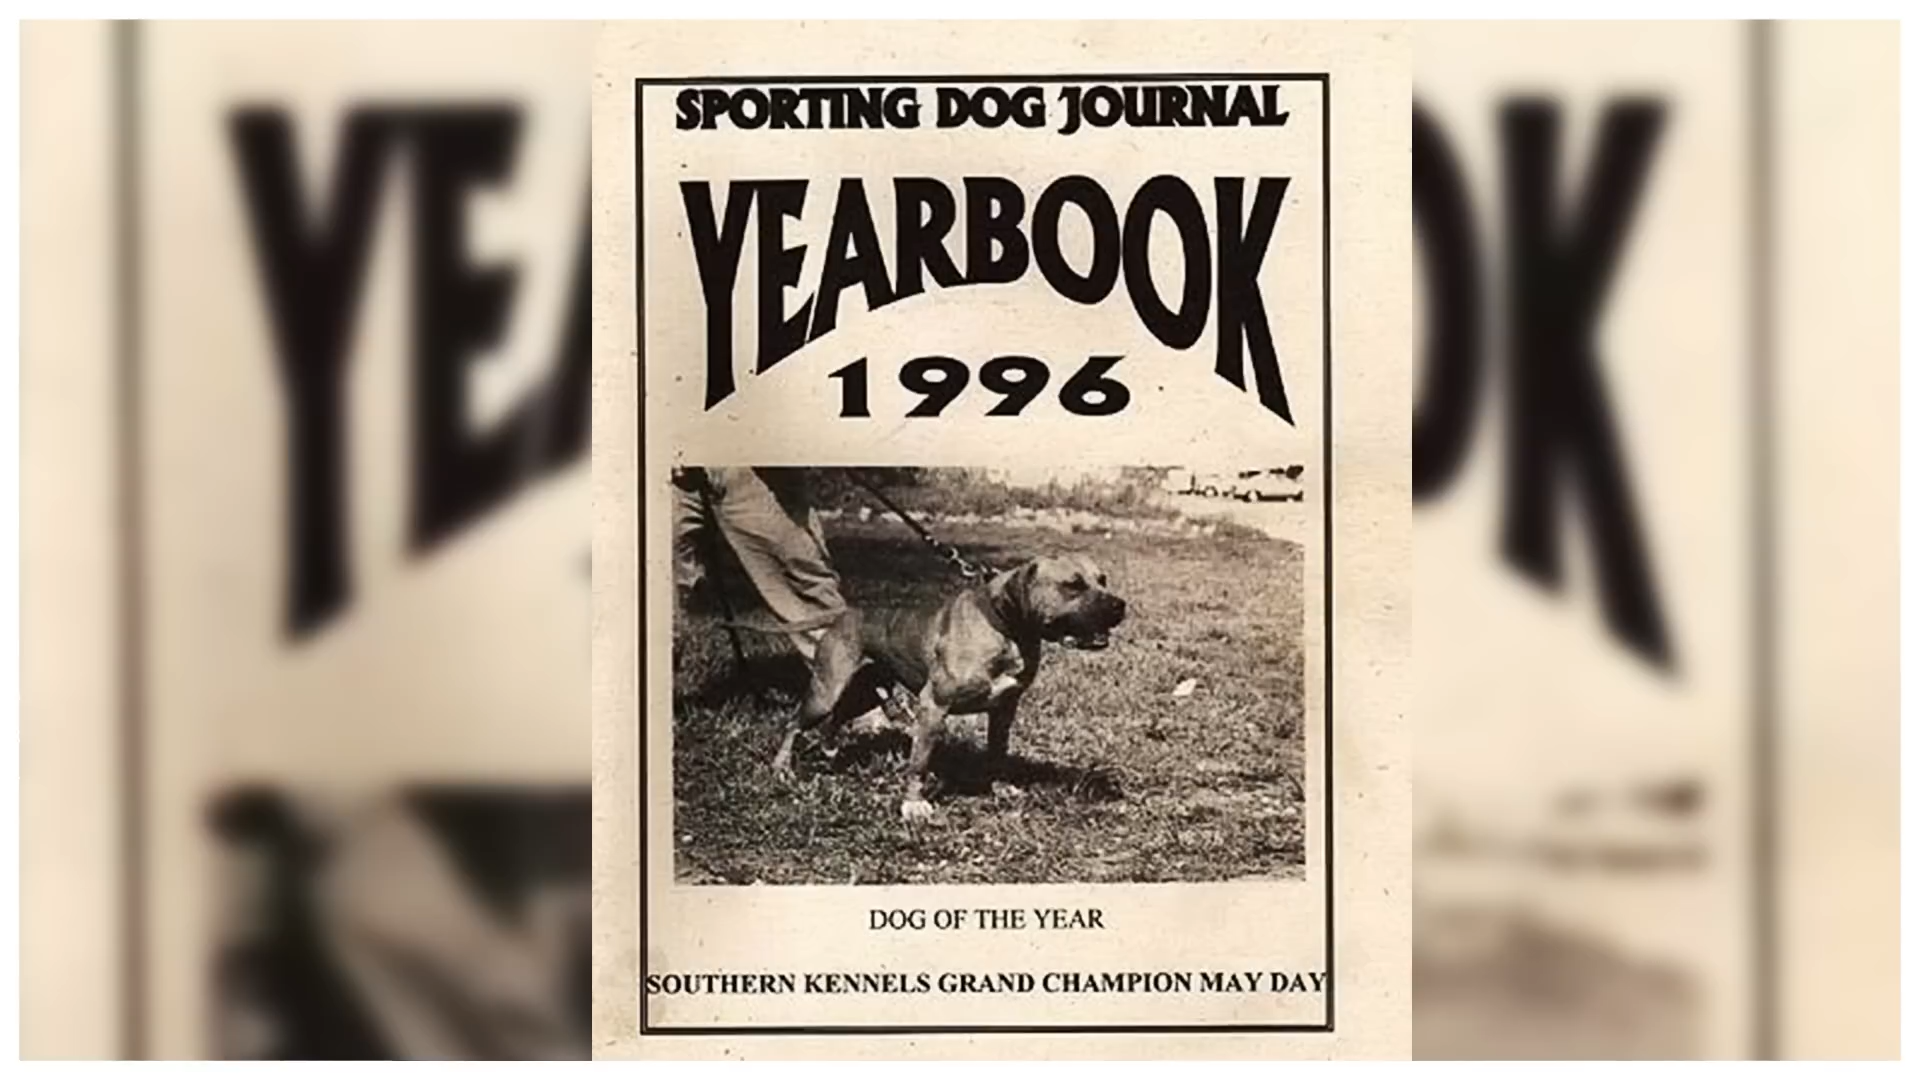 SPORTING DOG JOURNAL
YEARBOOK
1996
DOG OF THE YEAR
SOUTHERN KENNELS GRAND CHAMPION MAY DAY